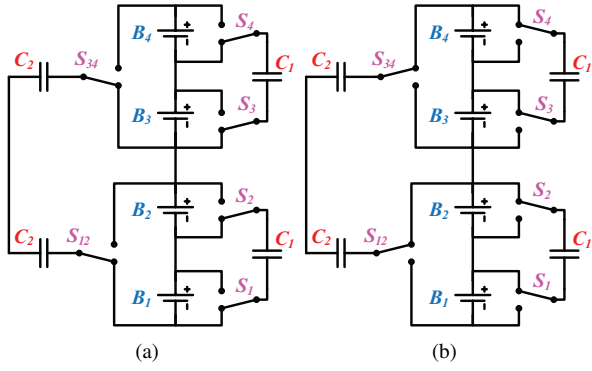 B4 S4 B4 S4
C2 S34 C1 C2 S34 C1
B3 S3 B3 S3
B2 S2 B2 S2
C2 S12 C1 C2 S12 C1
B1 S1 B1 S1
(a) (b)